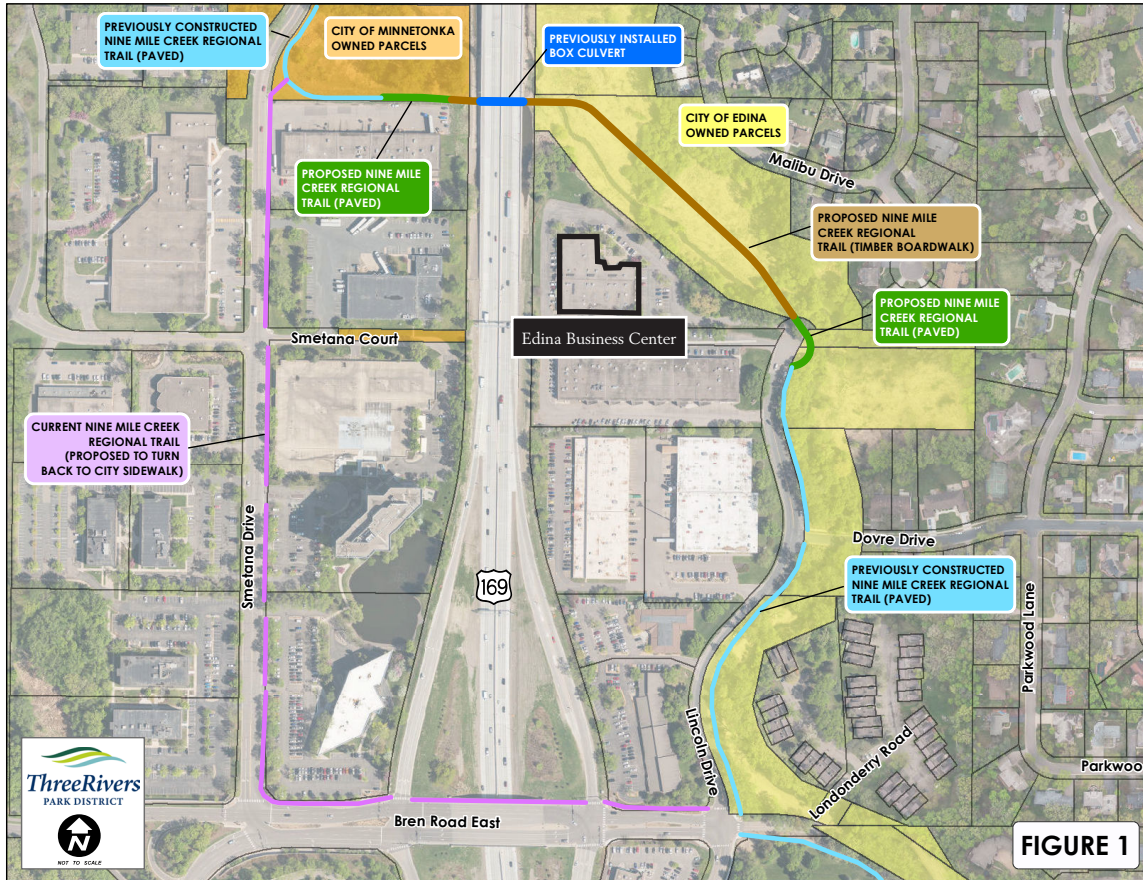 PREVIOUSLY CONSTRUCTED
NINE MILE CREEK REGIONAL
TRAIL (PAVED)
CITY OF MINNETONKA
OWNED PARCELS
PREVIOUSLY INSTALLED
BOX CULVERT
CITY OF EDINA
OWNED PARCELS
Malibu Drive
PROPOSED NINE MILE
CREEK REGIONAL
TRAIL (PAVED)
PROPOSED NINE MILE
CREEK REGIONAL
TRAIL (TIMBER BOARDWALK)
PROPOSED NINE MILE
CREEK REGIONAL
TRAIL (PAVED)
Smetana Court
Edina Business Center
CURRENT NINE MILE CREEK
REGIONAL TRAIL
(PROPOSED TO TURN
BACK TO CITY SIDEWALK)
Smetana Drive
Dovre Drive
169
PREVIOUSLY CONSTRUCTED
NINE MILE CREEK REGIONAL
TRAIL (PAVED)
Parkwood Lane
Lincoln Drive
Londonderry Road
Parkwoo
Bren Road East
ThreeRivers
PARK DISTRICT
N
NOT TO SCALE
FIGURE 1